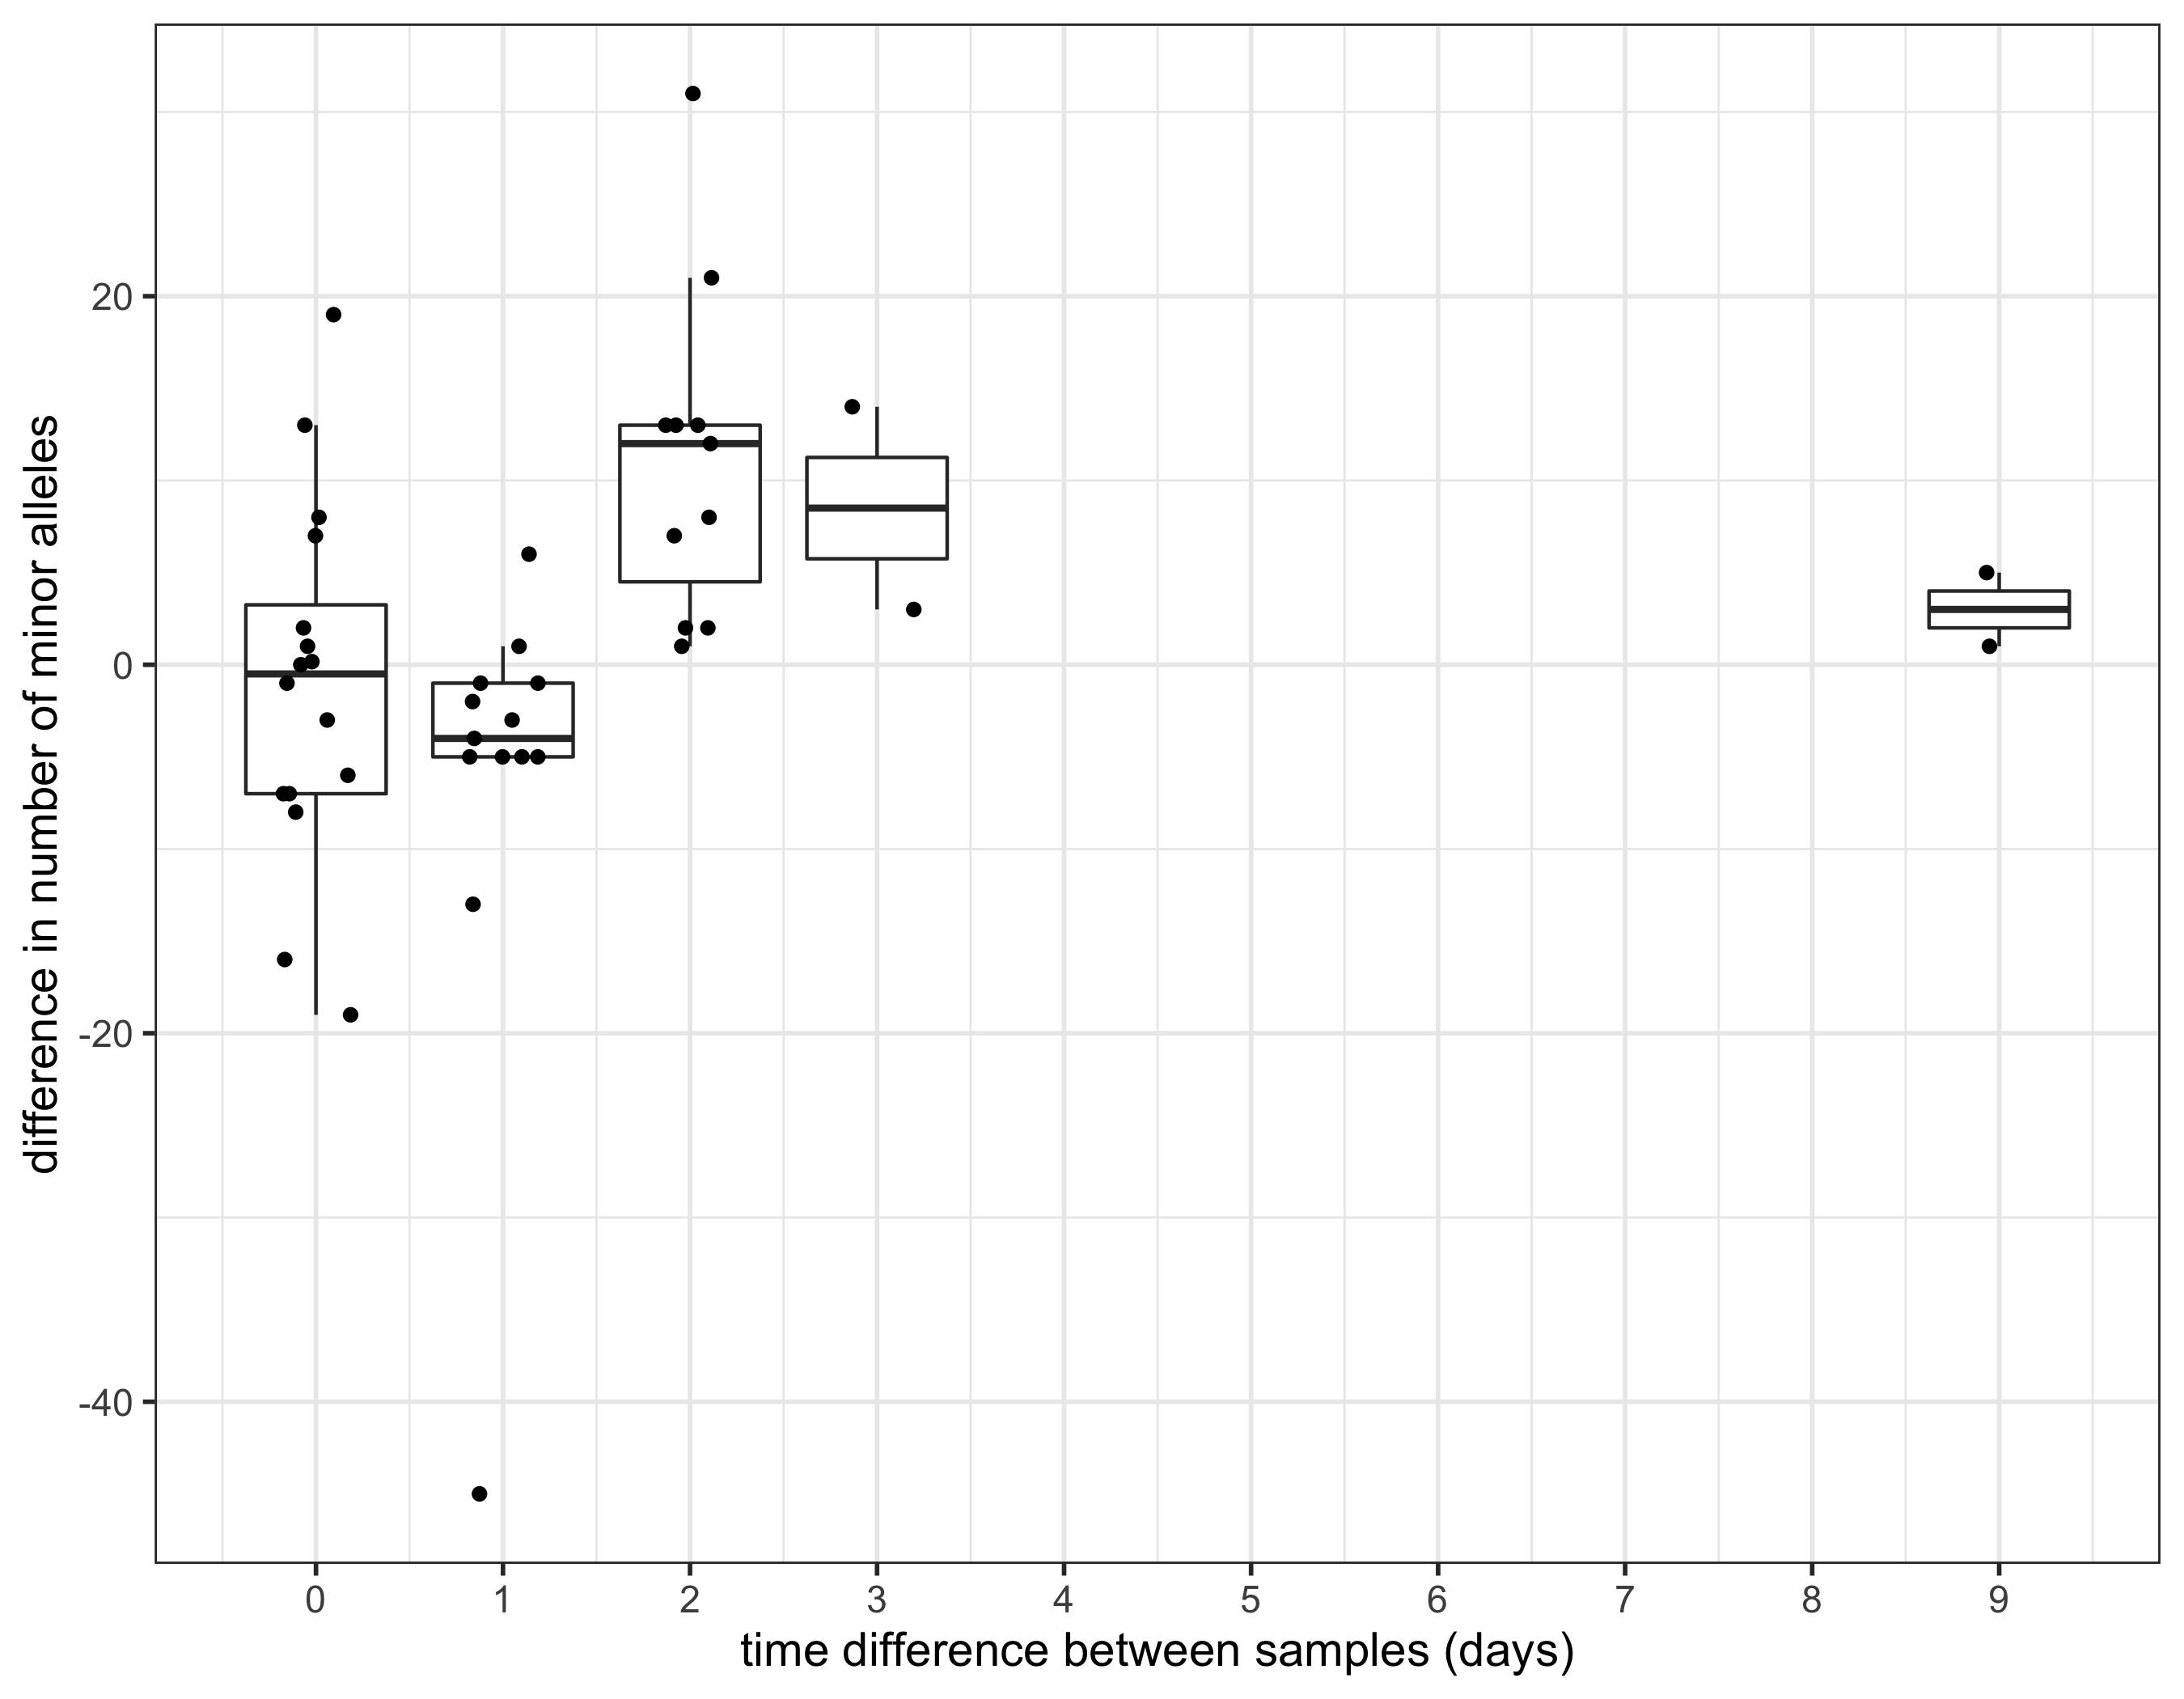 difference in number of minor alleles
20
0
-20
-40
0 1 2 3 4 5 6 7 8 9
time difference between samples (days)